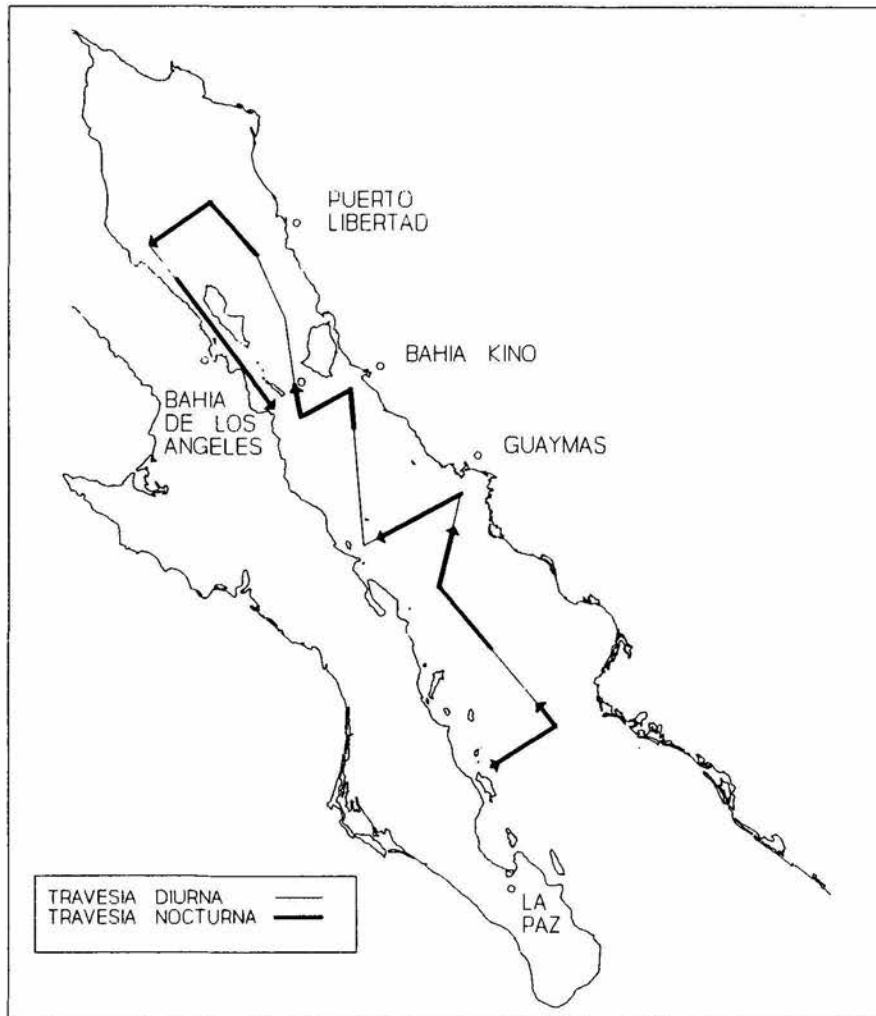 PUERTO
LIBERTAD
BAHIA KINO
BAHIA
DE LOS
ANGELES
GUAYMAS
LA
PAZ
TRAVESIA DIURNA
TRAVESIA NOCTURNA